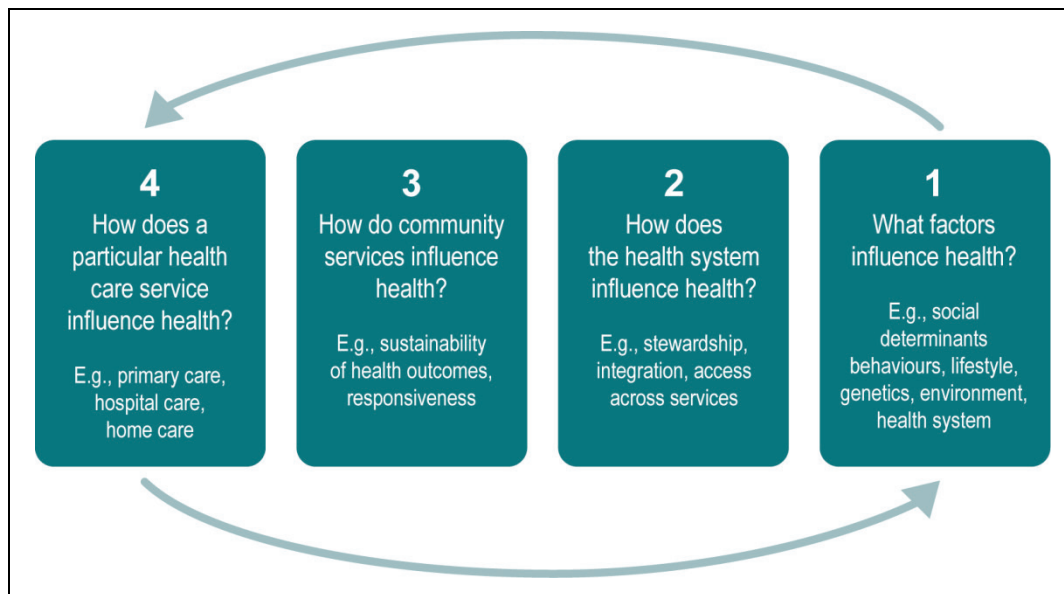 4
How does a
particular health
care service
influence health?
E.g., primary care,
hospital care,
home care
3
How do community
services influence
health?
E.g., sustainability
of health outcomes,
responsiveness
2
How does
the health system
influence health?
E.g., stewardship,
integration, access
across services
1
What factors
influence health?
E.g., social
determinants
behaviours, lifestyle,
genetics, environment,
health system